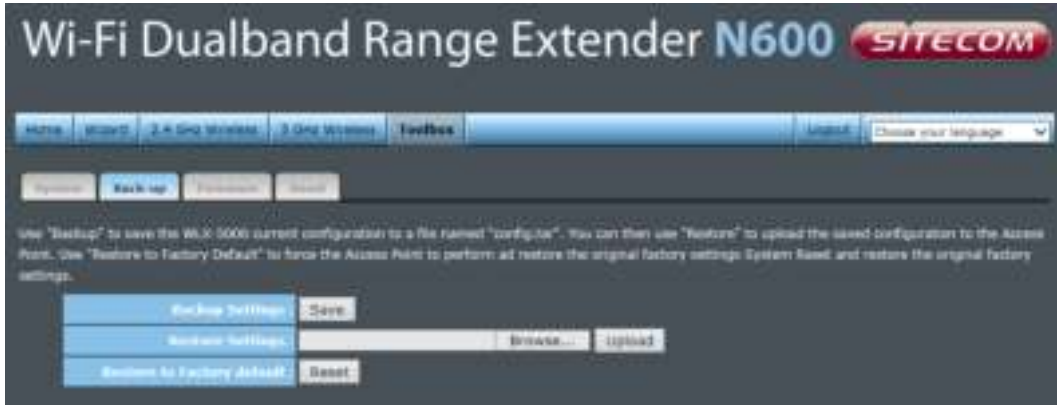 Wi-Fi Dualband Range Extender N600 SITECOM
Home Wizard 2.4 GHz Wireless 5 GHz Wireless Toolbox Logout Choose your language
System Back-up Firmware Reset
Use "Backup" to save the WLX-5000 current configuration to a file named "config.tar". You can then use "Restore" to upload the saved configuration to the Access
Point. Use "Restore to Factory Default" to force the Access Point to perform ad restore the original factory settings System Reset and restore the original factory
settings.
Backup Settings Save
Restore Settings Browse... Upload
Restore to Factory default Reset